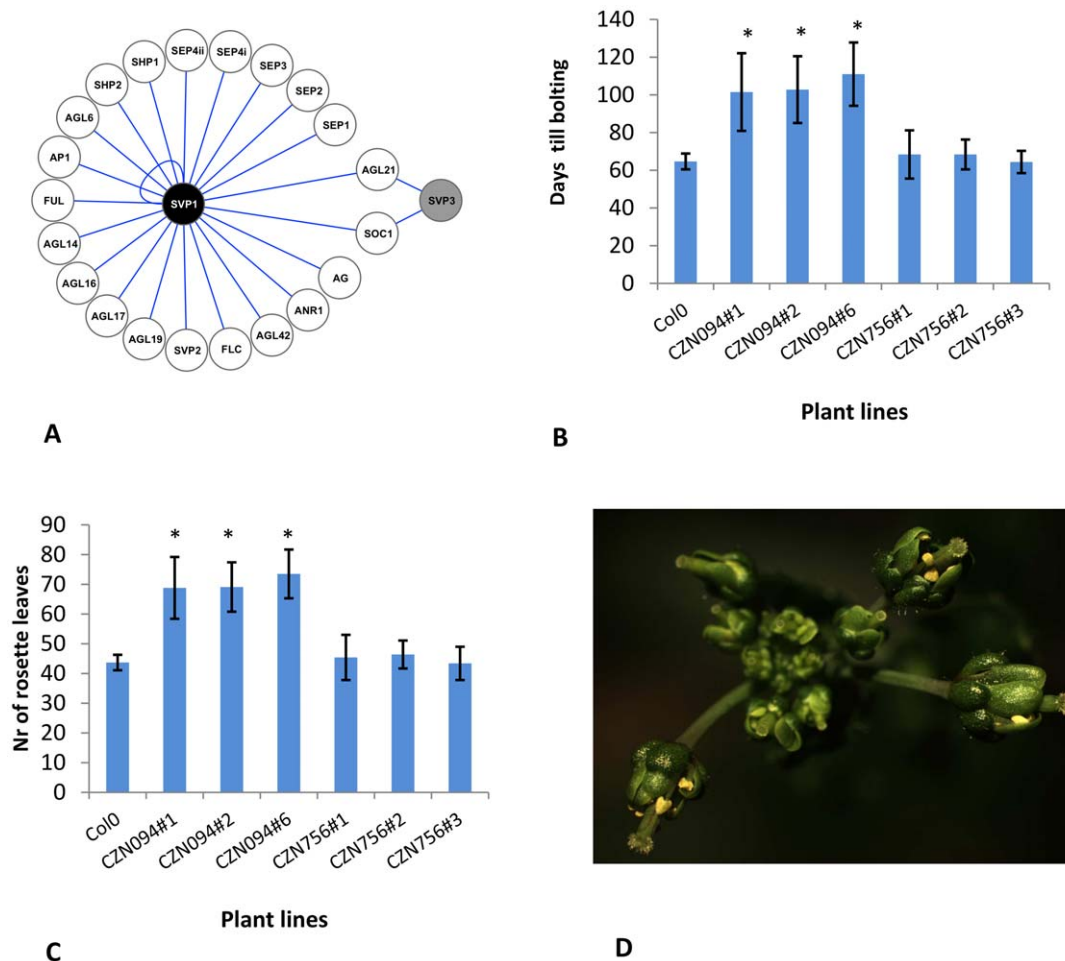 SEP4ii
SEP4i
SHP1
SEP3
SHP2
SEP2
AGL6
SEP1
AP1
AGL21
FUL
SVP1
SVP3
AGL14
SOC1
AGL16
AG
AGL17
ANR1
AGL19
SVP2
FLC
AGL42
A
Days till bolting
140
120
100
80
60
40
20
0
* * *
Col0
CZN094#1
CZN094#2
CZN094#6
CZN756#1
CZN756#2
CZN756#3
Plant lines
B
Nr of rosette leaves
90
80
70
60
50
40
30
20
10
0
* * *
Col0
CZN094#1
CZN094#2
CZN094#6
CZN756#1
CZN756#2
CZN756#3
Plant lines
C
D